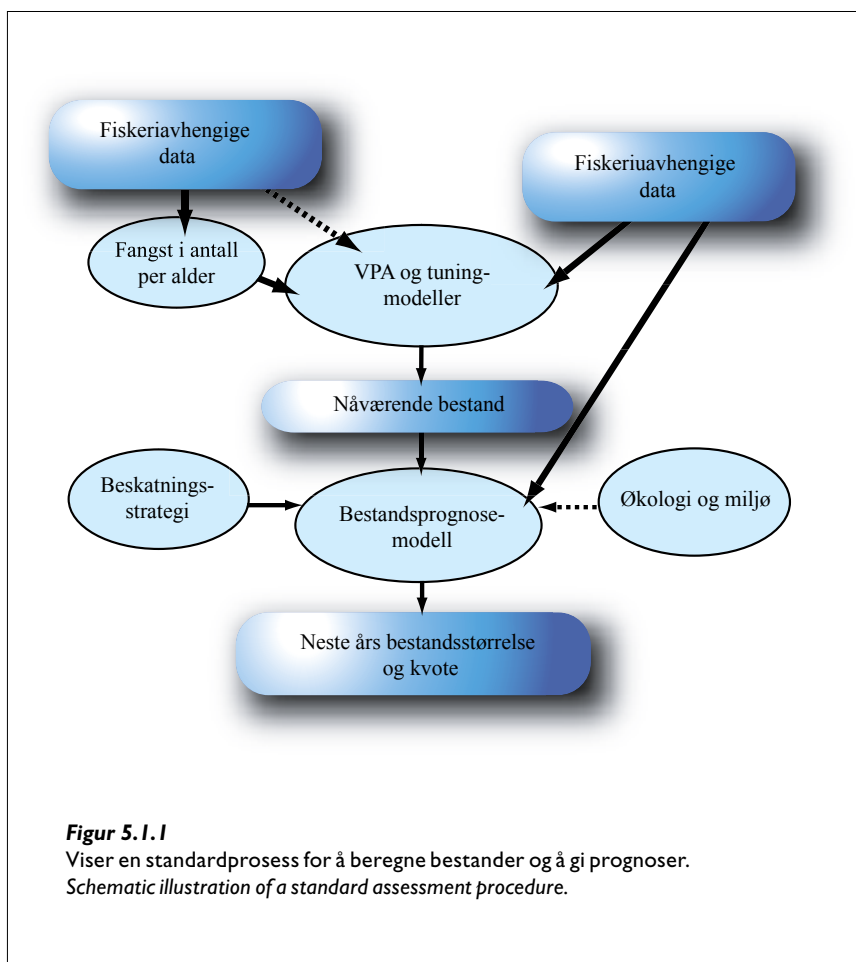 Fiskeriavhengige
data
Fiskeriuavhengige
data
Fangst i antall
per alder
VPA og tuning-
modeller
Nåværende bestand
Beskatnings-
strategi
Bestandsprognose-
modell
Økologi og miljø
Neste års bestandsstørrelse
og kvote
Figur 5.1.1
Viser en standardprosess for å beregne bestander og å gi prognoser.
Schematic illustration of a standard assessment procedure.